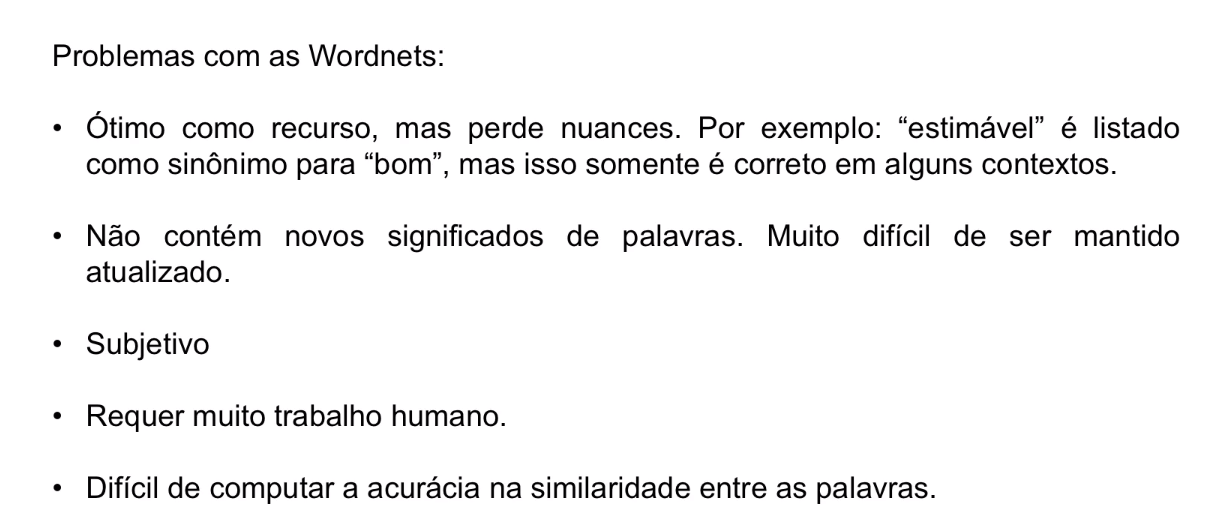 Problemas com as Wordnets:
• Ótimo como recurso, mas perde nuances. Por exemplo: “estimável” é listado
como sinônimo para “bom”, mas isso somente é correto em alguns contextos.
• Não contém novos significados de palavras. Muito difícil de ser mantido
atualizado.
• Subjetivo
• Requer muito trabalho humano.
• Difícil de computar a acurácia na similaridade entre as palavras.